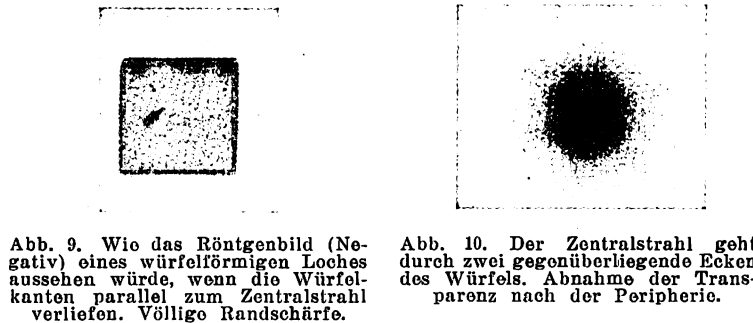 Abb. 9. Wie das Röntgenbild (Ne-
gativ) eines würfelförmigen Loches
aussehen würde, wenn die Würfel-
kanten parallel zum Zentralstrahl
verliefen. Völlige Randschärfe.
Abb. 10. Der Zentralstrahl geht
durch zwei gegenüberliegende Ecken
des Würfels. Abnahme der Trans-
parenz nach der Peripherie.